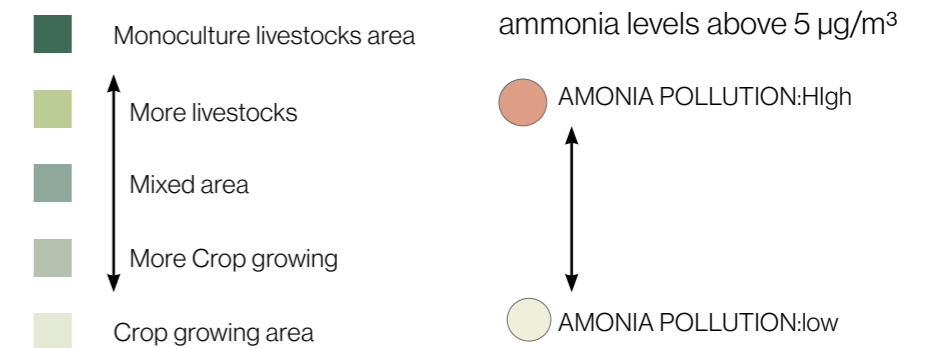 Monoculture livestocks area
More livestocks
Mixed area
More Crop growing
Crop growing area
ammonia levels above 5 µg/m³
AMONIA POLLUTION:HIgh
AMONIA POLLUTION:low